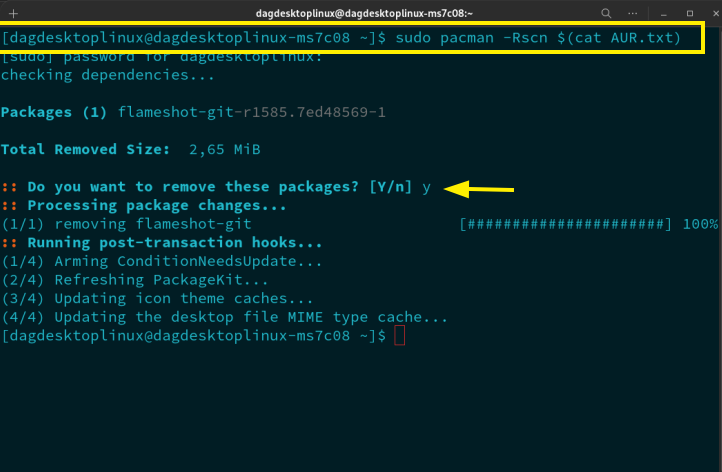 dagdesktoplinux@dagdesktoplinux-ms7c08:~
[dagdesktoplinux@dagdesktoplinux-ms7c08 ~]$ sudo pacman -Rscn $(cat AUR.txt)
[sudo] password for dagdesktoplinux:
checking dependencies...
Packages (1) flameshot-git-r1585.7ed48569-1
Total Removed Size:  2,65 MiB
:: Do you want to remove these packages? [Y/n] y
:: Processing package changes...
(1/1) removing flameshot-git [######################] 100%
:: Running post-transaction hooks...
(1/4) Arming ConditionNeedsUpdate...
(2/4) Refreshing PackageKit...
(3/4) Updating icon theme caches...
(4/4) Updating the desktop file MIME type cache...
[dagdesktoplinux@dagdesktoplinux-ms7c08 ~]$